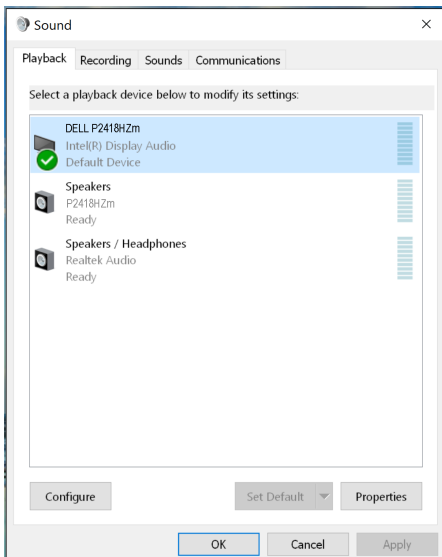 Sound
Playback Recording Sounds Communications
Select a playback device below to modify its settings:
DELL P2418HZm
Intel(R) Display Audio
Default Device
Speakers
P2418HZm
Ready
Speakers / Headphones
Realtek Audio
Ready
Configure Set Default Properties
OK Cancel Apply